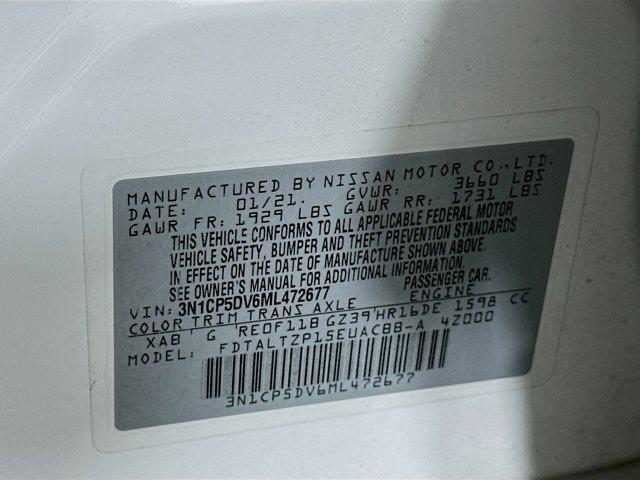 MANUFACTURED BY NISSAN MOTOR CO., LTD.
DATE: 01/21. GVWR: 3660 LBS
GAWR FR: 1929 LBS GAWR RR: 1731 LBS
THIS VEHICLE CONFORMS TO ALL APPLICABLE FEDERAL MOTOR
VEHICLE SAFETY, BUMPER AND THEFT PREVENTION STANDARDS
IN EFFECT ON THE DATE OF MANUFACTURE SHOWN ABOVE.
SEE OWNER'S MANUAL FOR ADDITIONAL INFORMATION.
VIN: 3N1CP5DV6ML472677 PASSENGER CAR.
COLOR TRIM TRANS AXLE ENGINE
XAB G RE0F11B GZ39 HR16DE 1598 CC
MODEL: FDTALTZP15EUACBB-A 4Z000
3N1CP5DV6ML472677